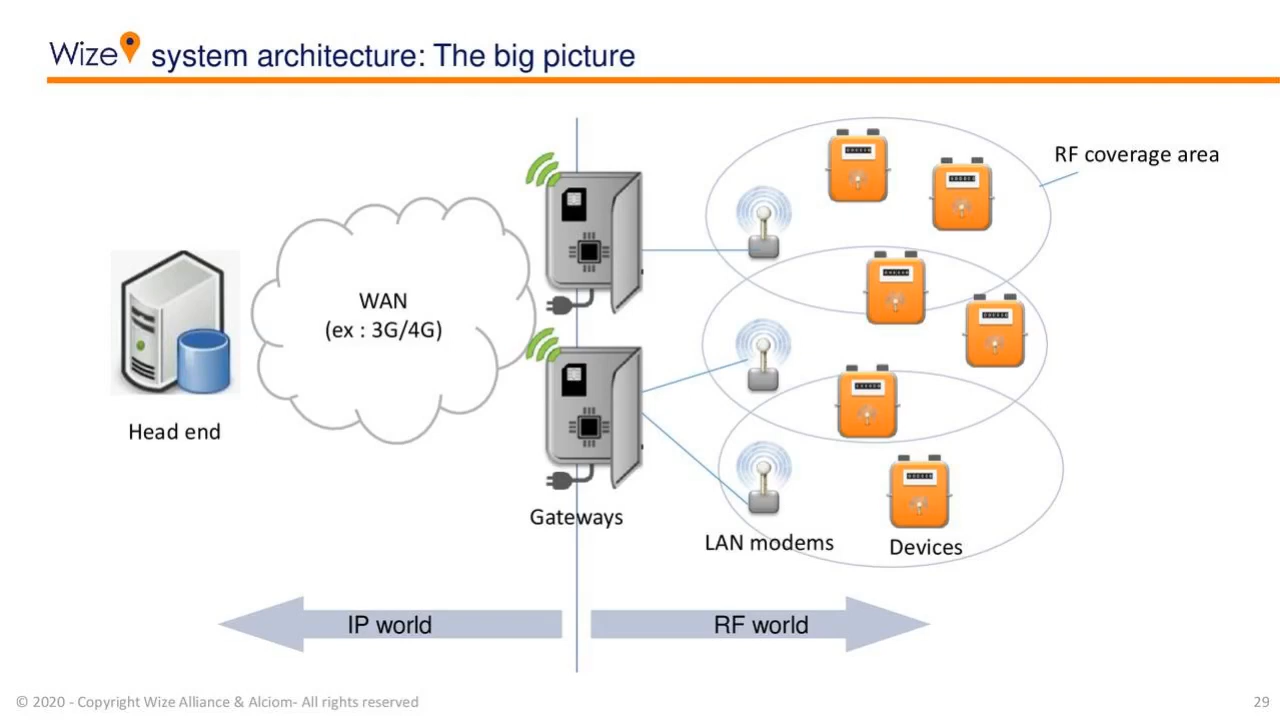 Wize system architecture: The big picture
RF coverage area
WAN
(ex : 3G/4G)
Head end
Gateways
LAN modems
Devices
IP world
RF world
© 2020 - Copyright Wize Alliance & Alciom- All rights reserved
29